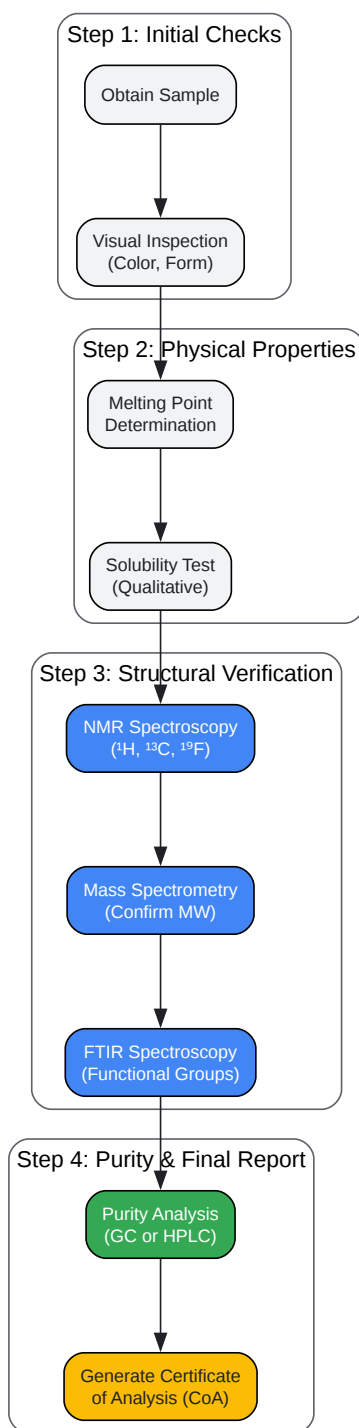 Step 1: Initial Checks
Obtain Sample
Visual Inspection
(Color, Form)
Step 2: Physical Properties
Melting Point
Determination
Solubility Test
(Qualitative)
Step 3: Structural Verification
NMR Spectroscopy
(¹H, ¹³C, ¹⁹F)
Mass Spectrometry
(Confirm MW)
FTIR Spectroscopy
(Functional Groups)
Step 4: Purity & Final Report
Purity Analysis
(GC or HPLC)
Generate Certificate
of Analysis (CoA)